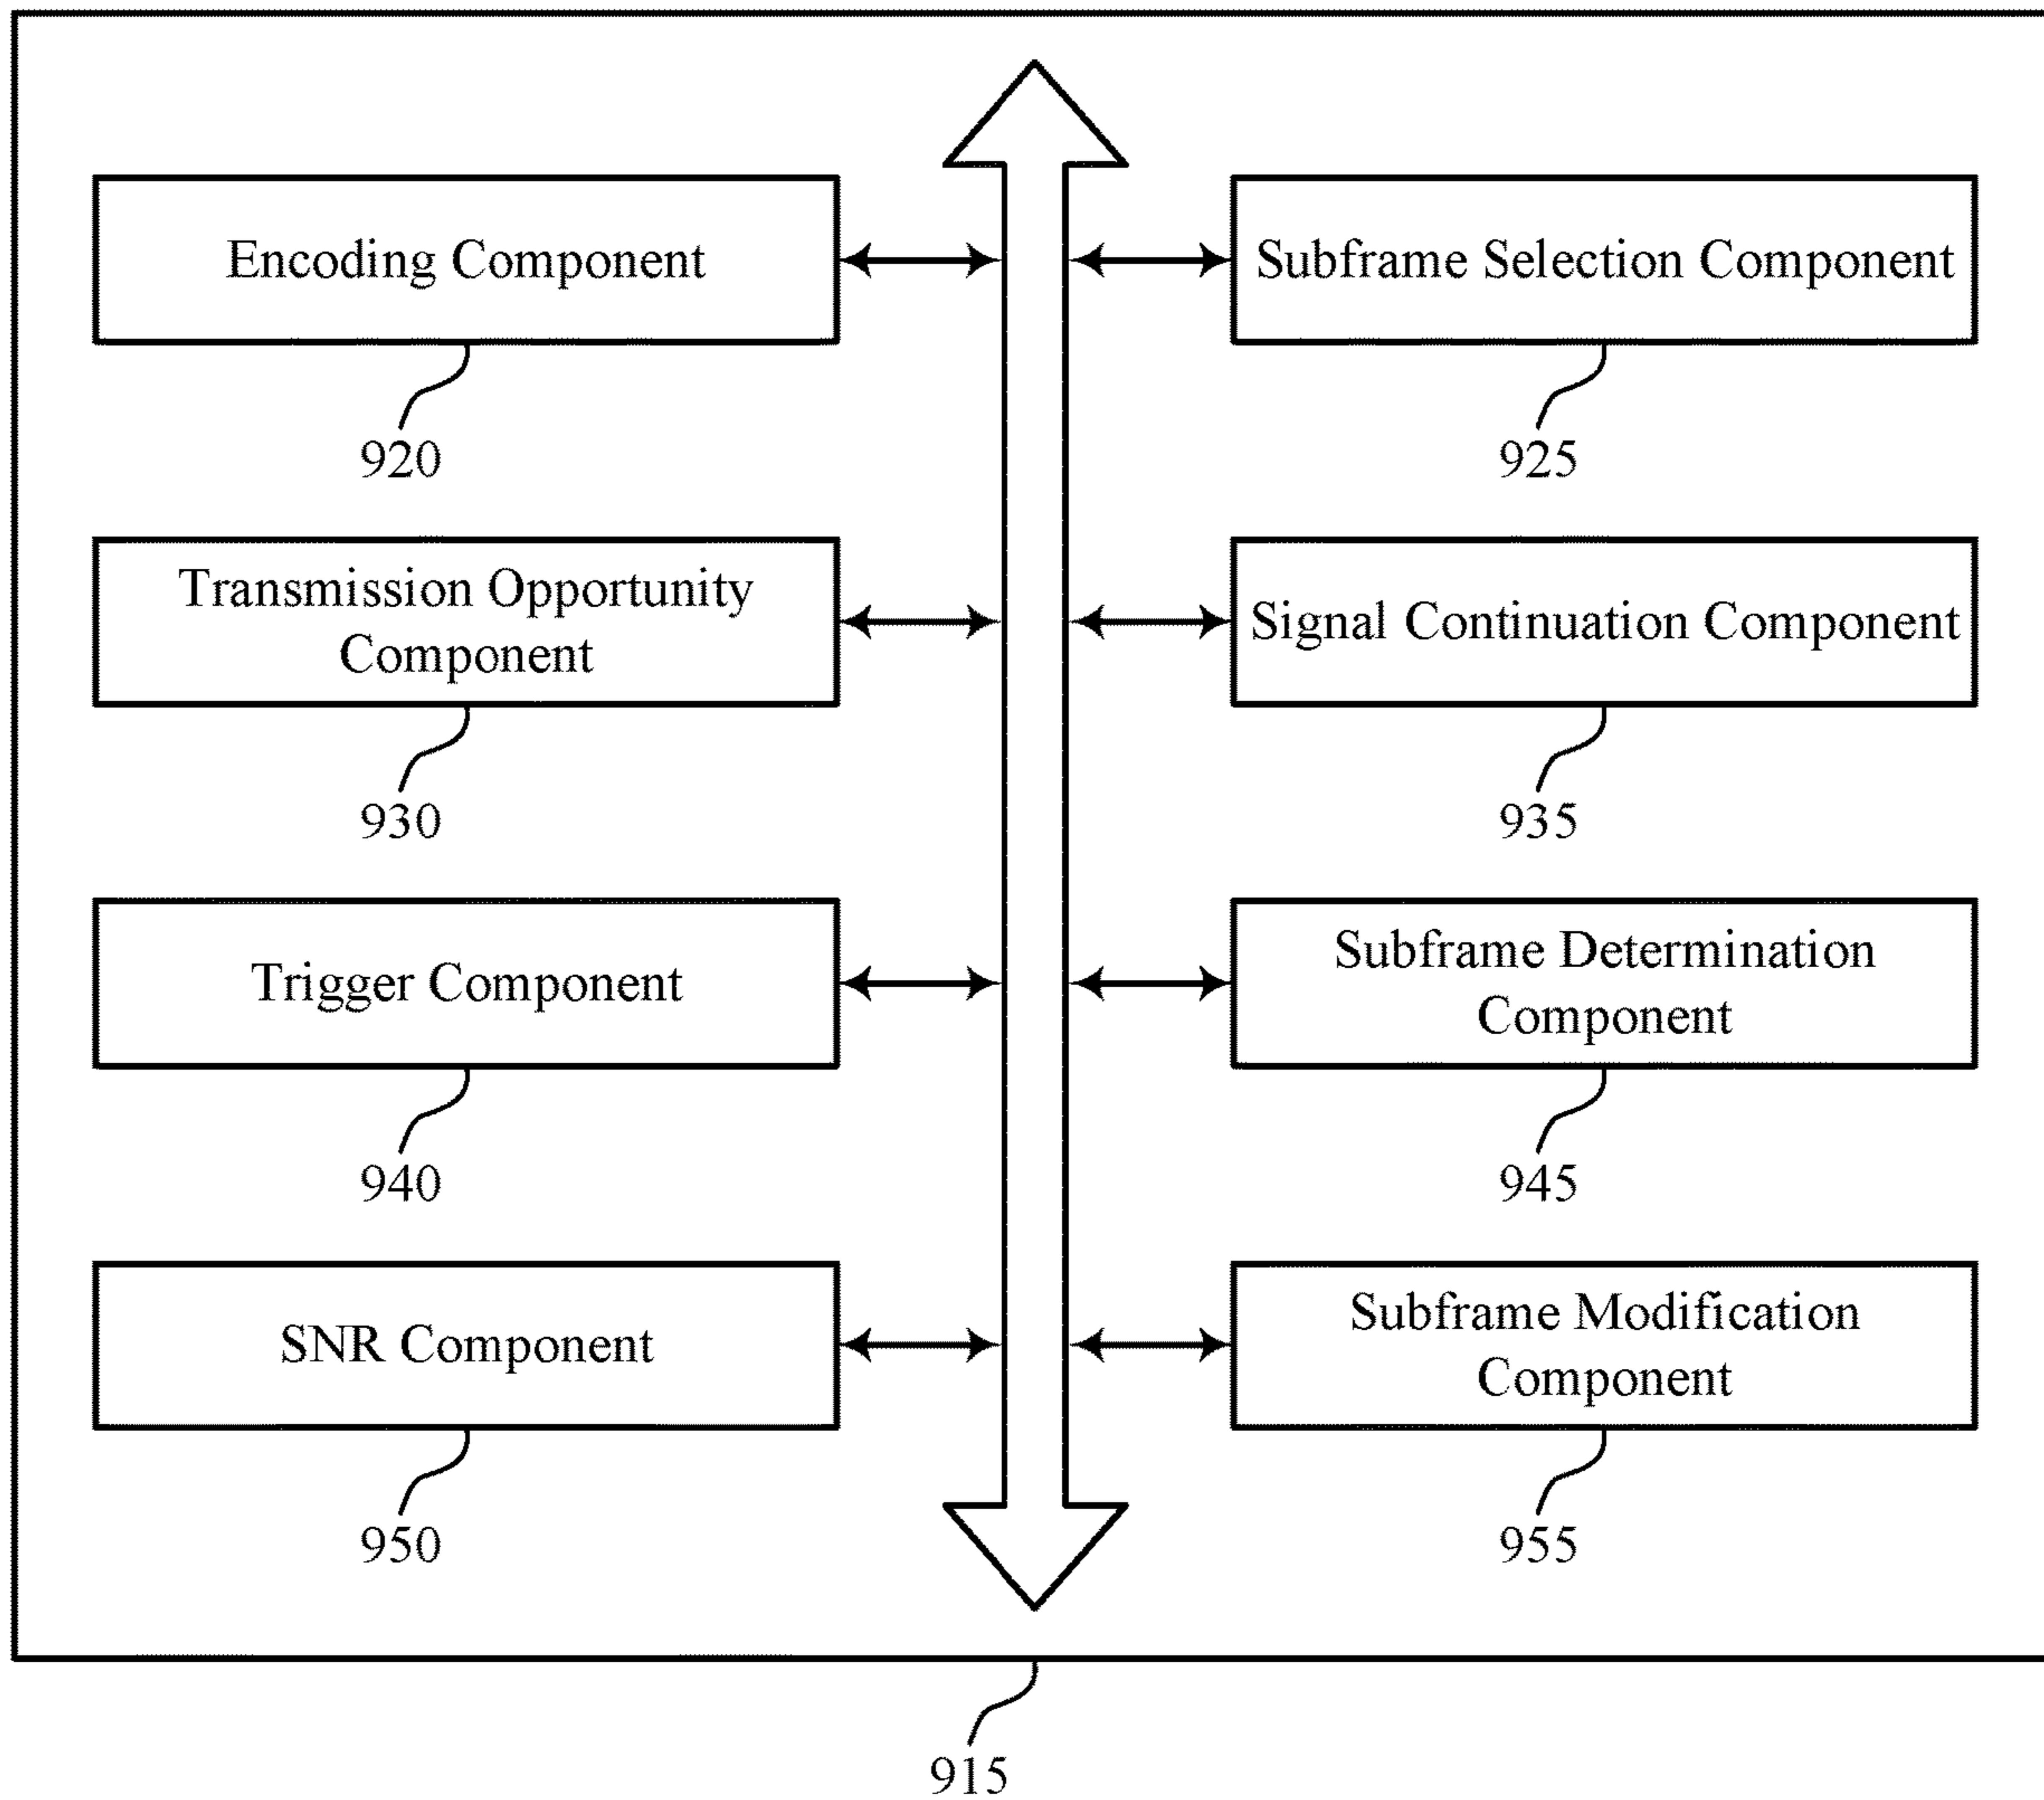 Encoding Component
920
Subframe Selection Component
925
Transmission Opportunity
Component
930
Signal Continuation Component
935
Trigger Component
940
Subframe Determination
Component
945
SNR Component
950
Subframe Modification
Component
955
915